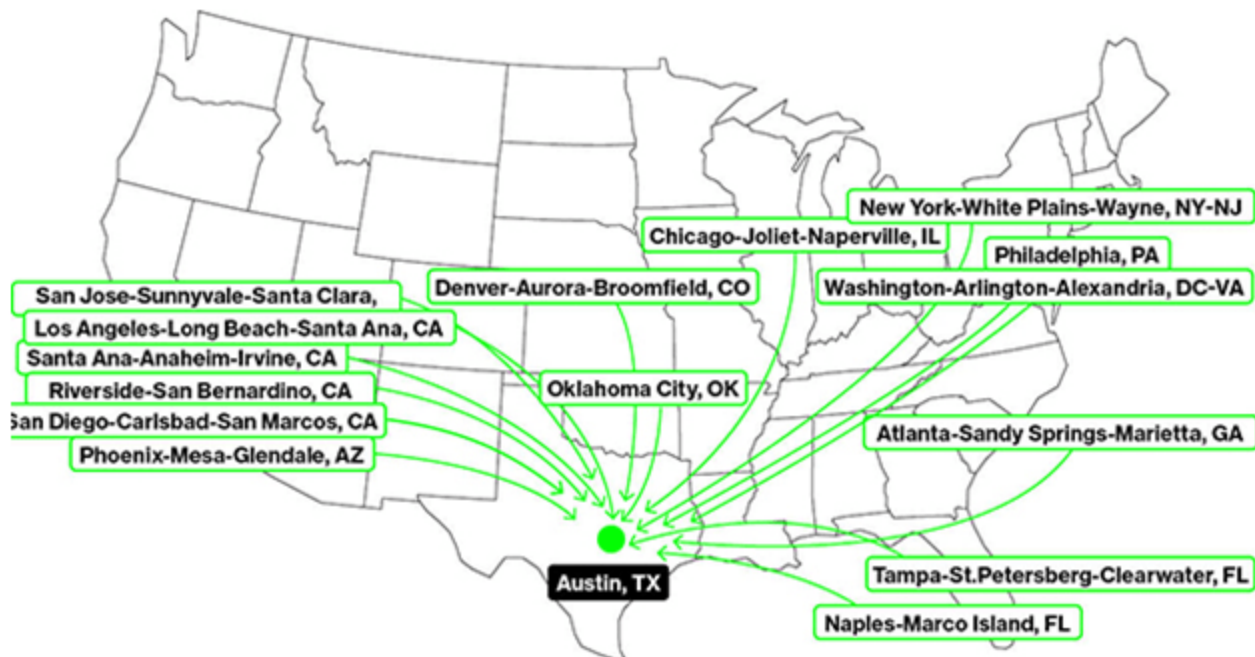 New York-White Plains-Wayne, NY-NJ
Chicago-Joliet-Naperville, IL
Philadelphia, PA
Denver-Aurora-Broomfield, CO
Washington-Arlington-Alexandria, DC-VA
San Jose-Sunnyvale-Santa Clara,
Los Angeles-Long Beach-Santa Ana, CA
Santa Ana-Anaheim-Irvine, CA
Riverside-San Bernardino, CA
Oklahoma City, OK
San Diego-Carlsbad-San Marcos, CA
Atlanta-Sandy Springs-Marietta, GA
Phoenix-Mesa-Glendale, AZ
Austin, TX
Tampa-St.Petersberg-Clearwater, FL
Naples-Marco Island, FL